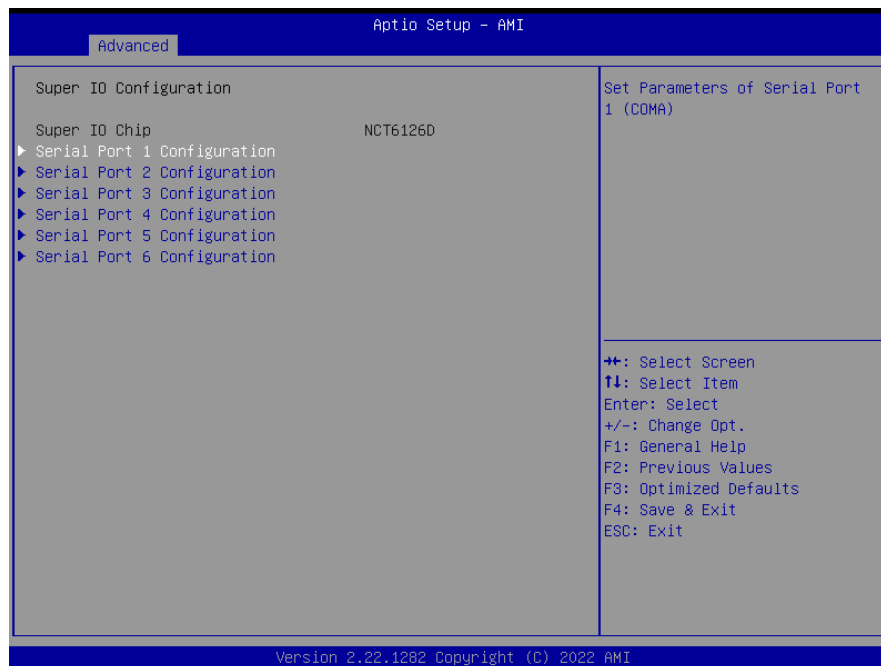 Aptio Setup – AMI
Advanced
Super IO Configuration
Super IO Chip NCT6126D
▶ Serial Port 1 Configuration
▶ Serial Port 2 Configuration
▶ Serial Port 3 Configuration
▶ Serial Port 4 Configuration
▶ Serial Port 5 Configuration
▶ Serial Port 6 Configuration
Set Parameters of Serial Port
1 (COMA)
→←: Select Screen
↑↓: Select Item
Enter: Select
+/-: Change Opt.
F1: General Help
F2: Previous Values
F3: Optimized Defaults
F4: Save & Exit
ESC: Exit
Version 2.22.1282 Copyright (C) 2022 AMI